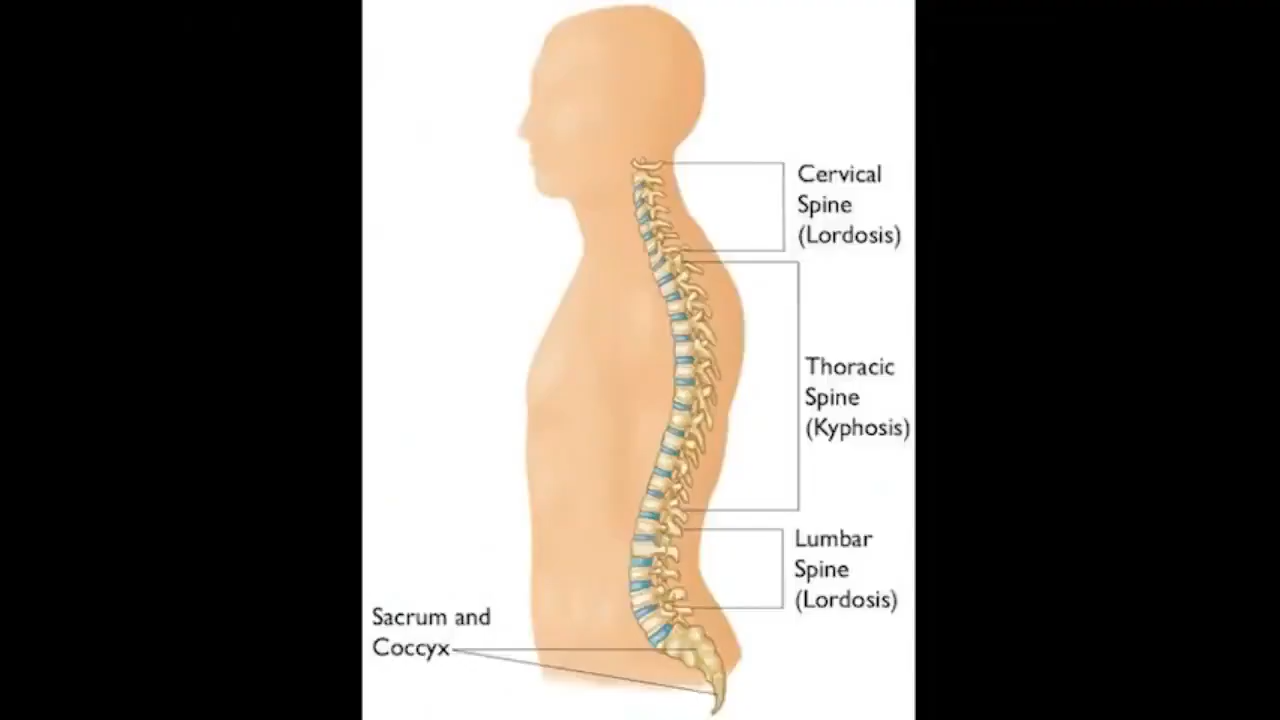 Cervical
Spine
(Lordosis)
Thoracic
Spine
(Kyphosis)
Lumbar
Spine
(Lordosis)
Sacrum and
Coccyx